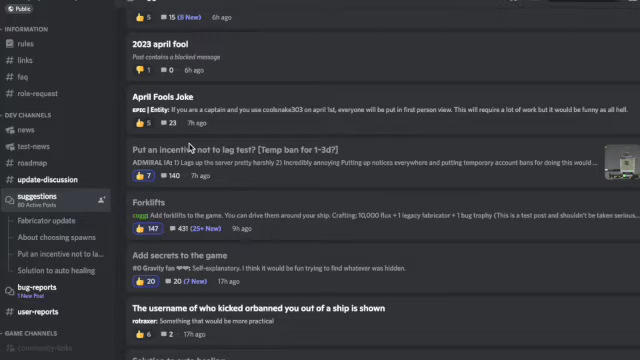 Public
INFORMATION
rules
links
faq
role-request
DEV CHANNELS
news
test-news
roadmap
update-discussion
suggestions
80 Active Posts
Fabricator update
About choosing spawns
Put an incentive not to la...
Solution to auto healing
bug-reports
1 New Post
user-reports
GAME CHANNELS
community-links
5 15 (8 New) 6h ago
2023 april fool
Post contains a blocked message
1 0 · 6h ago
April Fools Joke
EPIC | Entity: If you are a captain and you use coolsnake303 on april 1st, everyone will be put in first person view. This will require a lot of work but it would be funny as all hell.
5 23 · 7h ago
Put an incentive not to lag test? [Temp ban for 1-3d?]
ADMIRAL IA: 1) Lags up the server pretty harshly 2) Incredibly annoying Putting up notices everywhere and putting temporary account bans for doing this would ...
7 140 · 7h ago
Forklifts
cuggt Add forklifts to the game. You can drive them around your ship. Crafting: 10,000 flux + 1 legacy fabricator + 1 bug trophy (This is a test post and shouldn't be taken serious...
147 431 (25+ New) 9h ago
Add secrets to the game
#0 Gravity fan : Self-explanatory. I think it would be fun trying to find whatever was hidden.
20 20 (7 New) 17h ago
The username of who kicked orbanned you out of a ship is shown
rotraxer: Something that would be more practical
6 2 · 17h ago